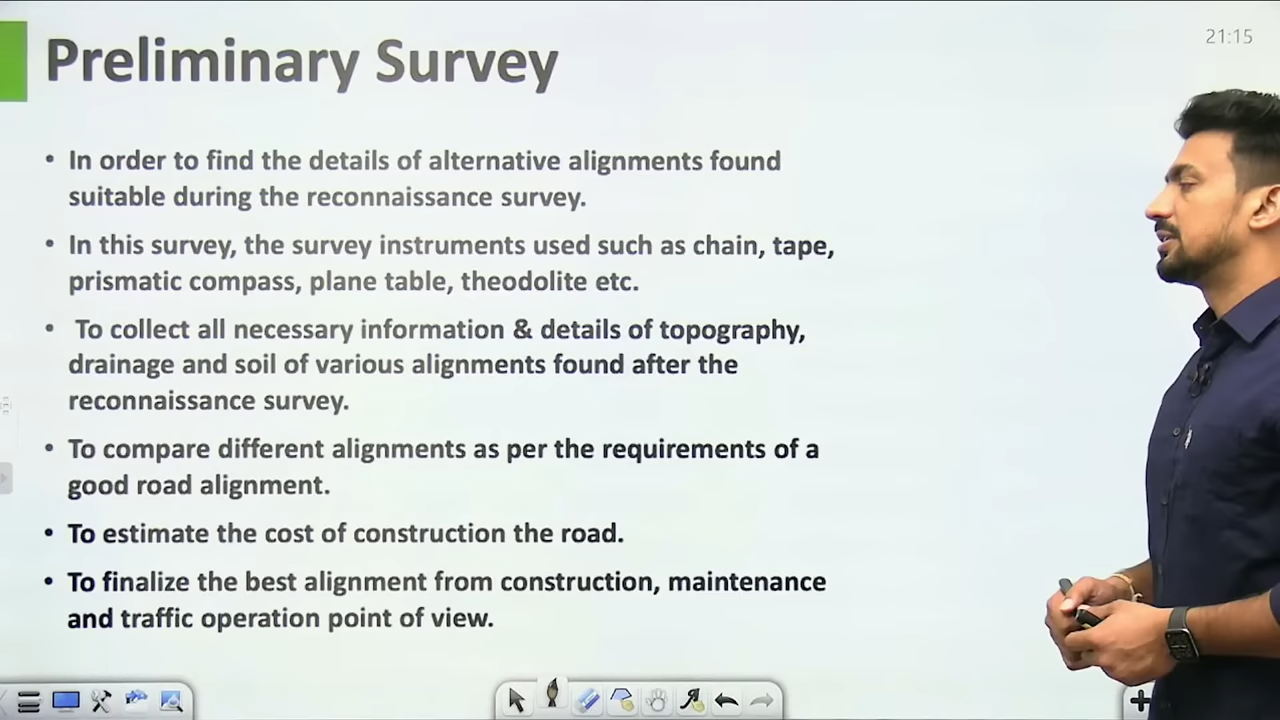 Preliminary Survey
21:15
• In order to find the details of alternative alignments found
suitable during the reconnaissance survey.
• In this survey, the survey instruments used such as chain, tape,
prismatic compass, plane table, theodolite etc.
• To collect all necessary information & details of topography,
drainage and soil of various alignments found after the
reconnaissance survey.
• To compare different alignments as per the requirements of a
good road alignment.
• To estimate the cost of construction the road.
• To finalize the best alignment from construction, maintenance
and traffic operation point of view.